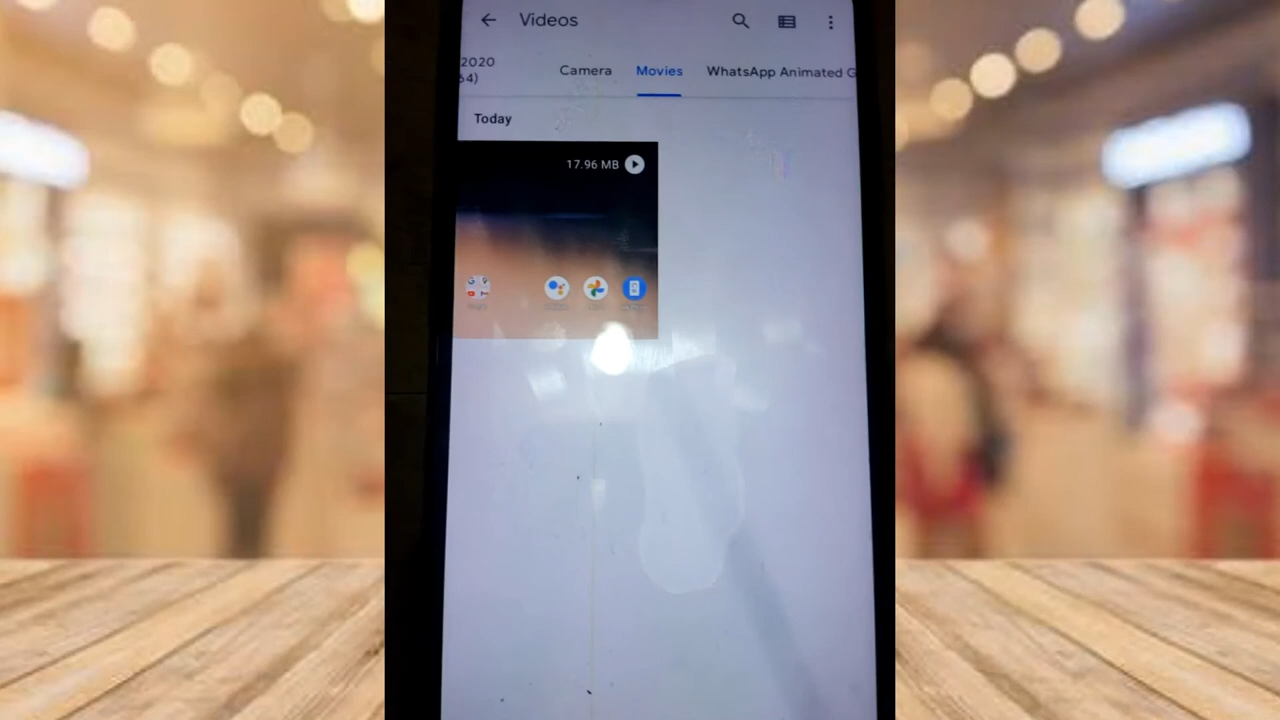 Videos
2020
64)
Camera
Movies
WhatsApp Animated G
Today
17.96 MB